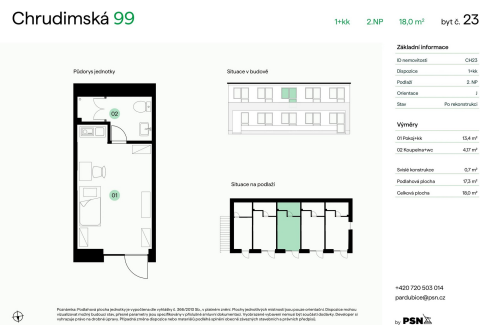 Chrudimská 99
1+kk 2.NP 18,0 m² byt č. 23
Půdorys jednotky
Situace v budově
Situace na podlaží
02
01
Základní informace
ID nemovitosti CH23
Dispozice 1+kk
Podlaží 2. NP
Orientace J
Stav Po rekonstrukci
Výměry
01 Pokoj+kk 13,4 m²
02 Koupelna+wc 4,17 m²
Svislé konstrukce 0,7 m²
Podlahová plocha 17,3 m²
Celková plocha 18,0 m²
+420 720 503 014
pardubice@psn.cz
by PSN